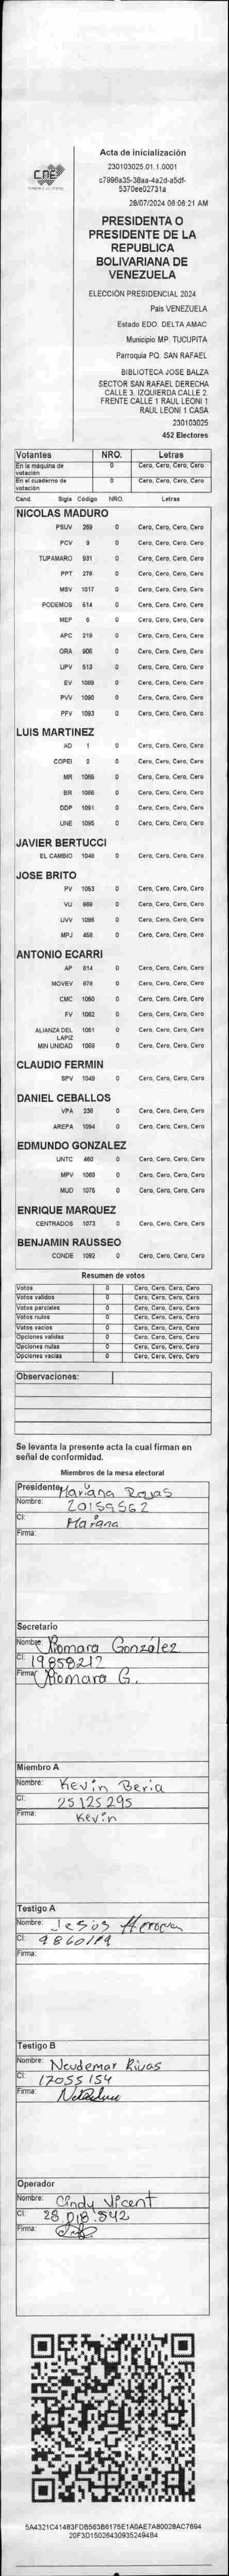 CNE
Acta de inicialización
230103025.01.1.0001
28/07/2024 06:06:21 AM
PRESIDENTA O
PRESIDENTE DE LA
REPUBLICA
BOLIVARIANA DE
VENEZUELA
ELECCIÓN PRESIDENCIAL 2024
País VENEZUELA
Estado EDO. DELTA AMAC
Municipio MP. TUCUPITA
Parroquia PQ. SAN RAFAEL
BIBLIOTECA JOSE BALZA
SECTOR SAN RAFAEL DERECHA
CALLE 3. IZQUIERDA CALLE 2.
FRENTE CALLE 1 RAUL LEONI 1
RAUL LEONI 1 CASA
230103025
452 Electores
Votantes NRO. Letras
En la máquina de votación 0 Cero, Cero, Cero, Cero
En el cuaderno de votación 0 Cero, Cero, Cero, Cero
Cand. Sigla Código NRO. Letras
NICOLAS MADURO
PSUV 269 0 Cero, Cero, Cero, Cero
PCV 9 0 Cero, Cero, Cero, Cero
TUPAMARO 931 0 Cero, Cero, Cero, Cero
PPT 276 0 Cero, Cero, Cero, Cero
MSV 1017 0 Cero, Cero, Cero, Cero
PODEMOS 514 0 Cero, Cero, Cero, Cero
MEP 6 0 Cero, Cero, Cero, Cero
APC 219 0 Cero, Cero, Cero, Cero
ORA 906 0 Cero, Cero, Cero, Cero
UPV 513 0 Cero, Cero, Cero, Cero
EV 1089 0 Cero, Cero, Cero, Cero
PVV 1090 0 Cero, Cero, Cero, Cero
PFV 1093 0 Cero, Cero, Cero, Cero
LUIS MARTINEZ
AD 1 0 Cero, Cero, Cero, Cero
COPEI 2 0 Cero, Cero, Cero, Cero
MR 1065 0 Cero, Cero, Cero, Cero
BR 1066 0 Cero, Cero, Cero, Cero
DDP 1091 0 Cero, Cero, Cero, Cero
UNE 1095 0 Cero, Cero, Cero, Cero
JAVIER BERTUCCI
EL CAMBIO 1048 0 Cero, Cero, Cero, Cero
JOSE BRITO
PV 1053 0 Cero, Cero, Cero, Cero
VU 968 0 Cero, Cero, Cero, Cero
UVV 1096 0 Cero, Cero, Cero, Cero
MPJ 458 0 Cero, Cero, Cero, Cero
ANTONIO ECARRI
AP 814 0 Cero, Cero, Cero, Cero
MOVEV 879 0 Cero, Cero, Cero, Cero
CMC 1050 0 Cero, Cero, Cero, Cero
FV 1062 0 Cero, Cero, Cero, Cero
ALIANZA DEL LAPIZ 1051 0 Cero, Cero, Cero, Cero
MIN UNIDAD 1068 0 Cero, Cero, Cero, Cero
CLAUDIO FERMIN
SPV 1049 0 Cero, Cero, Cero, Cero
DANIEL CEBALLOS
VPA 236 0 Cero, Cero, Cero, Cero
AREPA 1094 0 Cero, Cero, Cero, Cero
EDMUNDO GONZALEZ
UNTC 460 0 Cero, Cero, Cero, Cero
MPV 1069 0 Cero, Cero, Cero, Cero
MUD 1075 0 Cero, Cero, Cero, Cero
ENRIQUE MARQUEZ
CENTRADOS 1073 0 Cero, Cero, Cero, Cero
BENJAMIN RAUSSEO
CONDE 1092 0 Cero, Cero, Cero, Cero
Resumen de votos
Votos 0 Cero, Cero, Cero, Cero
Votos validos 0 Cero, Cero, Cero, Cero
Votos parciales 0 Cero, Cero, Cero, Cero
Votos nulos 0 Cero, Cero, Cero, Cero
Votos vacios 0 Cero, Cero, Cero, Cero
Opciones validas 0 Cero, Cero, Cero, Cero
Opciones nulas 0 Cero, Cero, Cero, Cero
Opciones vacias 0 Cero, Cero, Cero, Cero
Observaciones:
Se levanta la presente acta la cual firman en
señal de conformidad.
Miembros de la mesa electoral
Presidente
Nombre: Mariana Rojas
CI: 20159562
Firma: Mariana
Secretario
Nombre: Xiomara González
CI: 19858217
Firma: Xiomara G.
Miembro A
Nombre: Kevin Beria
CI: 25125295
Firma: Kevin
Testigo A
Nombre: Jesús
CI: 9860119
Firma:
Testigo B
Nombre: Neudemar Rivas
CI: 17055154
Firma:
Operador
Nombre: Cindy Vicent
CI: 28.018.542
Firma: